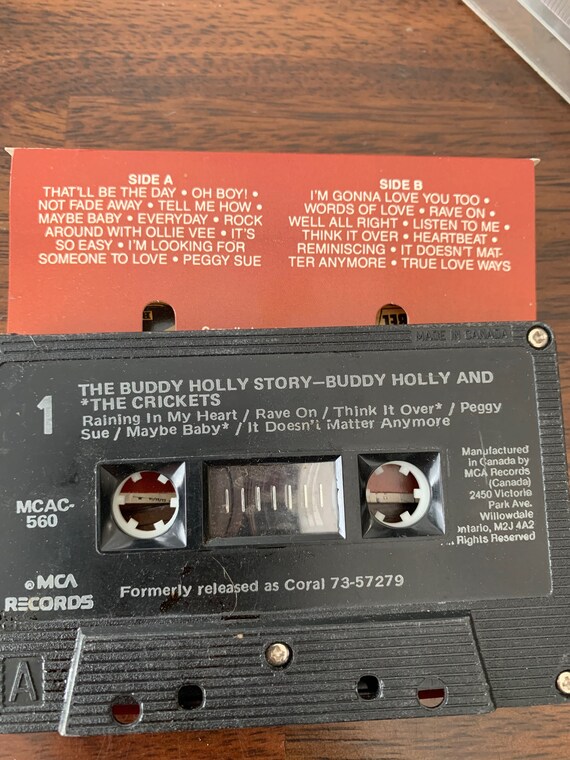 SIDE A
THAT'LL BE THE DAY • OH BOY! •
NOT FADE AWAY • TELL ME HOW •
MAYBE BABY • EVERYDAY • ROCK
AROUND WITH OLLIE VEE • IT'S
SO EASY • I'M LOOKING FOR
SOMEONE TO LOVE • PEGGY SUE
SIDE B
I'M GONNA LOVE YOU TOO •
WORDS OF LOVE • RAVE ON •
WELL ALL RIGHT • LISTEN TO ME •
THINK IT OVER • HEARTBEAT •
REMINISCING • IT DOESN'T MAT-
TER ANYMORE • TRUE LOVE WAYS
MADE IN CANADA
1
THE BUDDY HOLLY STORY—BUDDY HOLLY AND
*THE CRICKETS
Raining In My Heart / Rave On / Think It Over* / Peggy
Sue / Maybe Baby* / It Doesn't Matter Anymore
MCAC-
560
Manufactured
in Canada by
MCA Records
(Canada)
2450 Victoria
Park Ave.
Willowdale
Ontario, M2J 4A2
All Rights Reserved
®MCA
RECORDS
Formerly released as Coral 73-57279
A